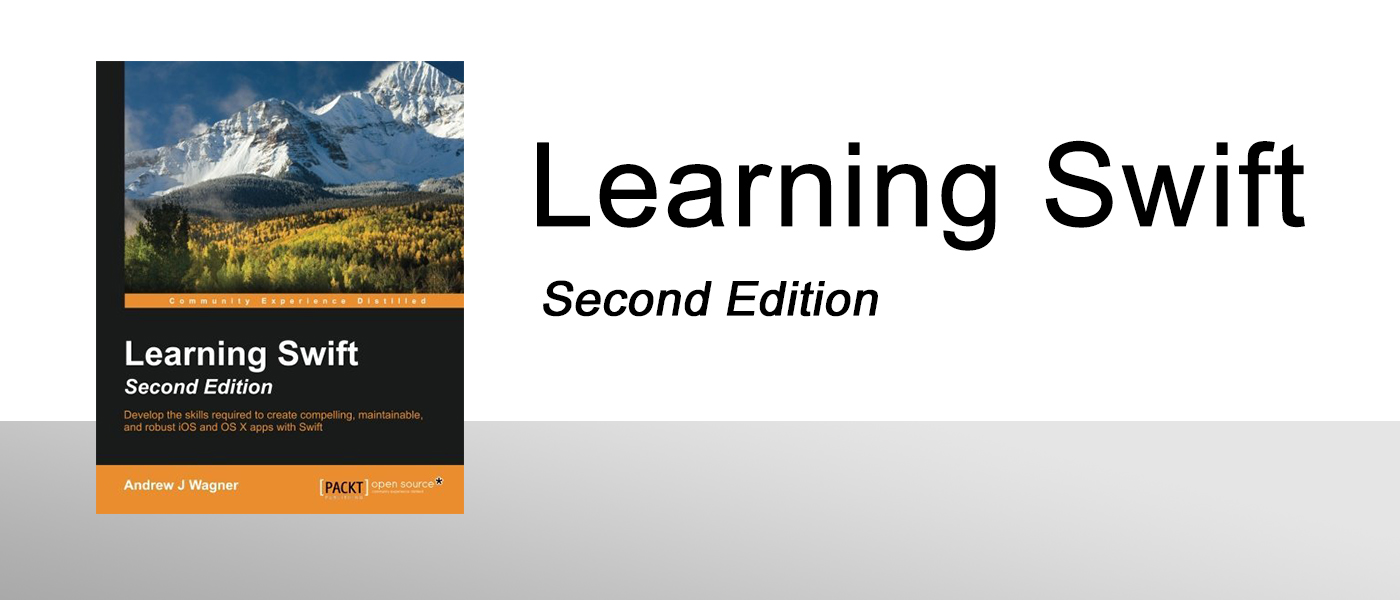 Community Experience Distilled
Learning Swift
Second Edition
Develop the skills required to create compelling, maintainable,
and robust iOS and OS X apps with Swift
Andrew J Wagner
[PACKT] open source*
PUBLISHING
Learning Swift
Second Edition